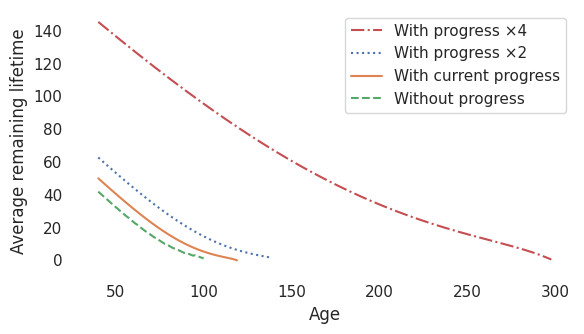 Average remaining lifetime
140
120
100
80
60
40
20
0
With progress ×4
With progress ×2
With current progress
Without progress
50
100
150
200
250
300
Age